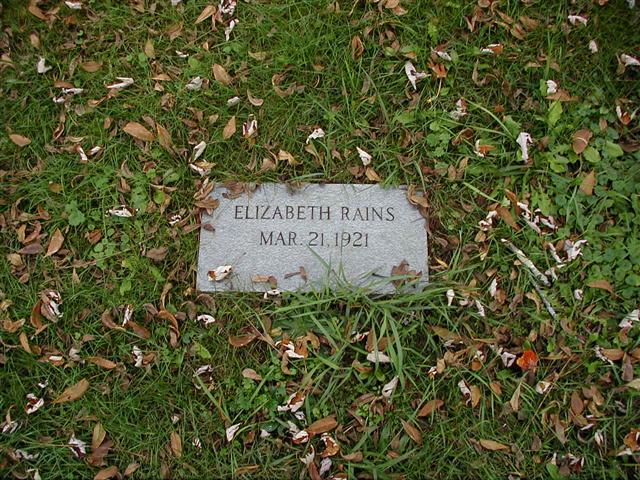 ELIZABETH RAINS
MAR. 21, 1921